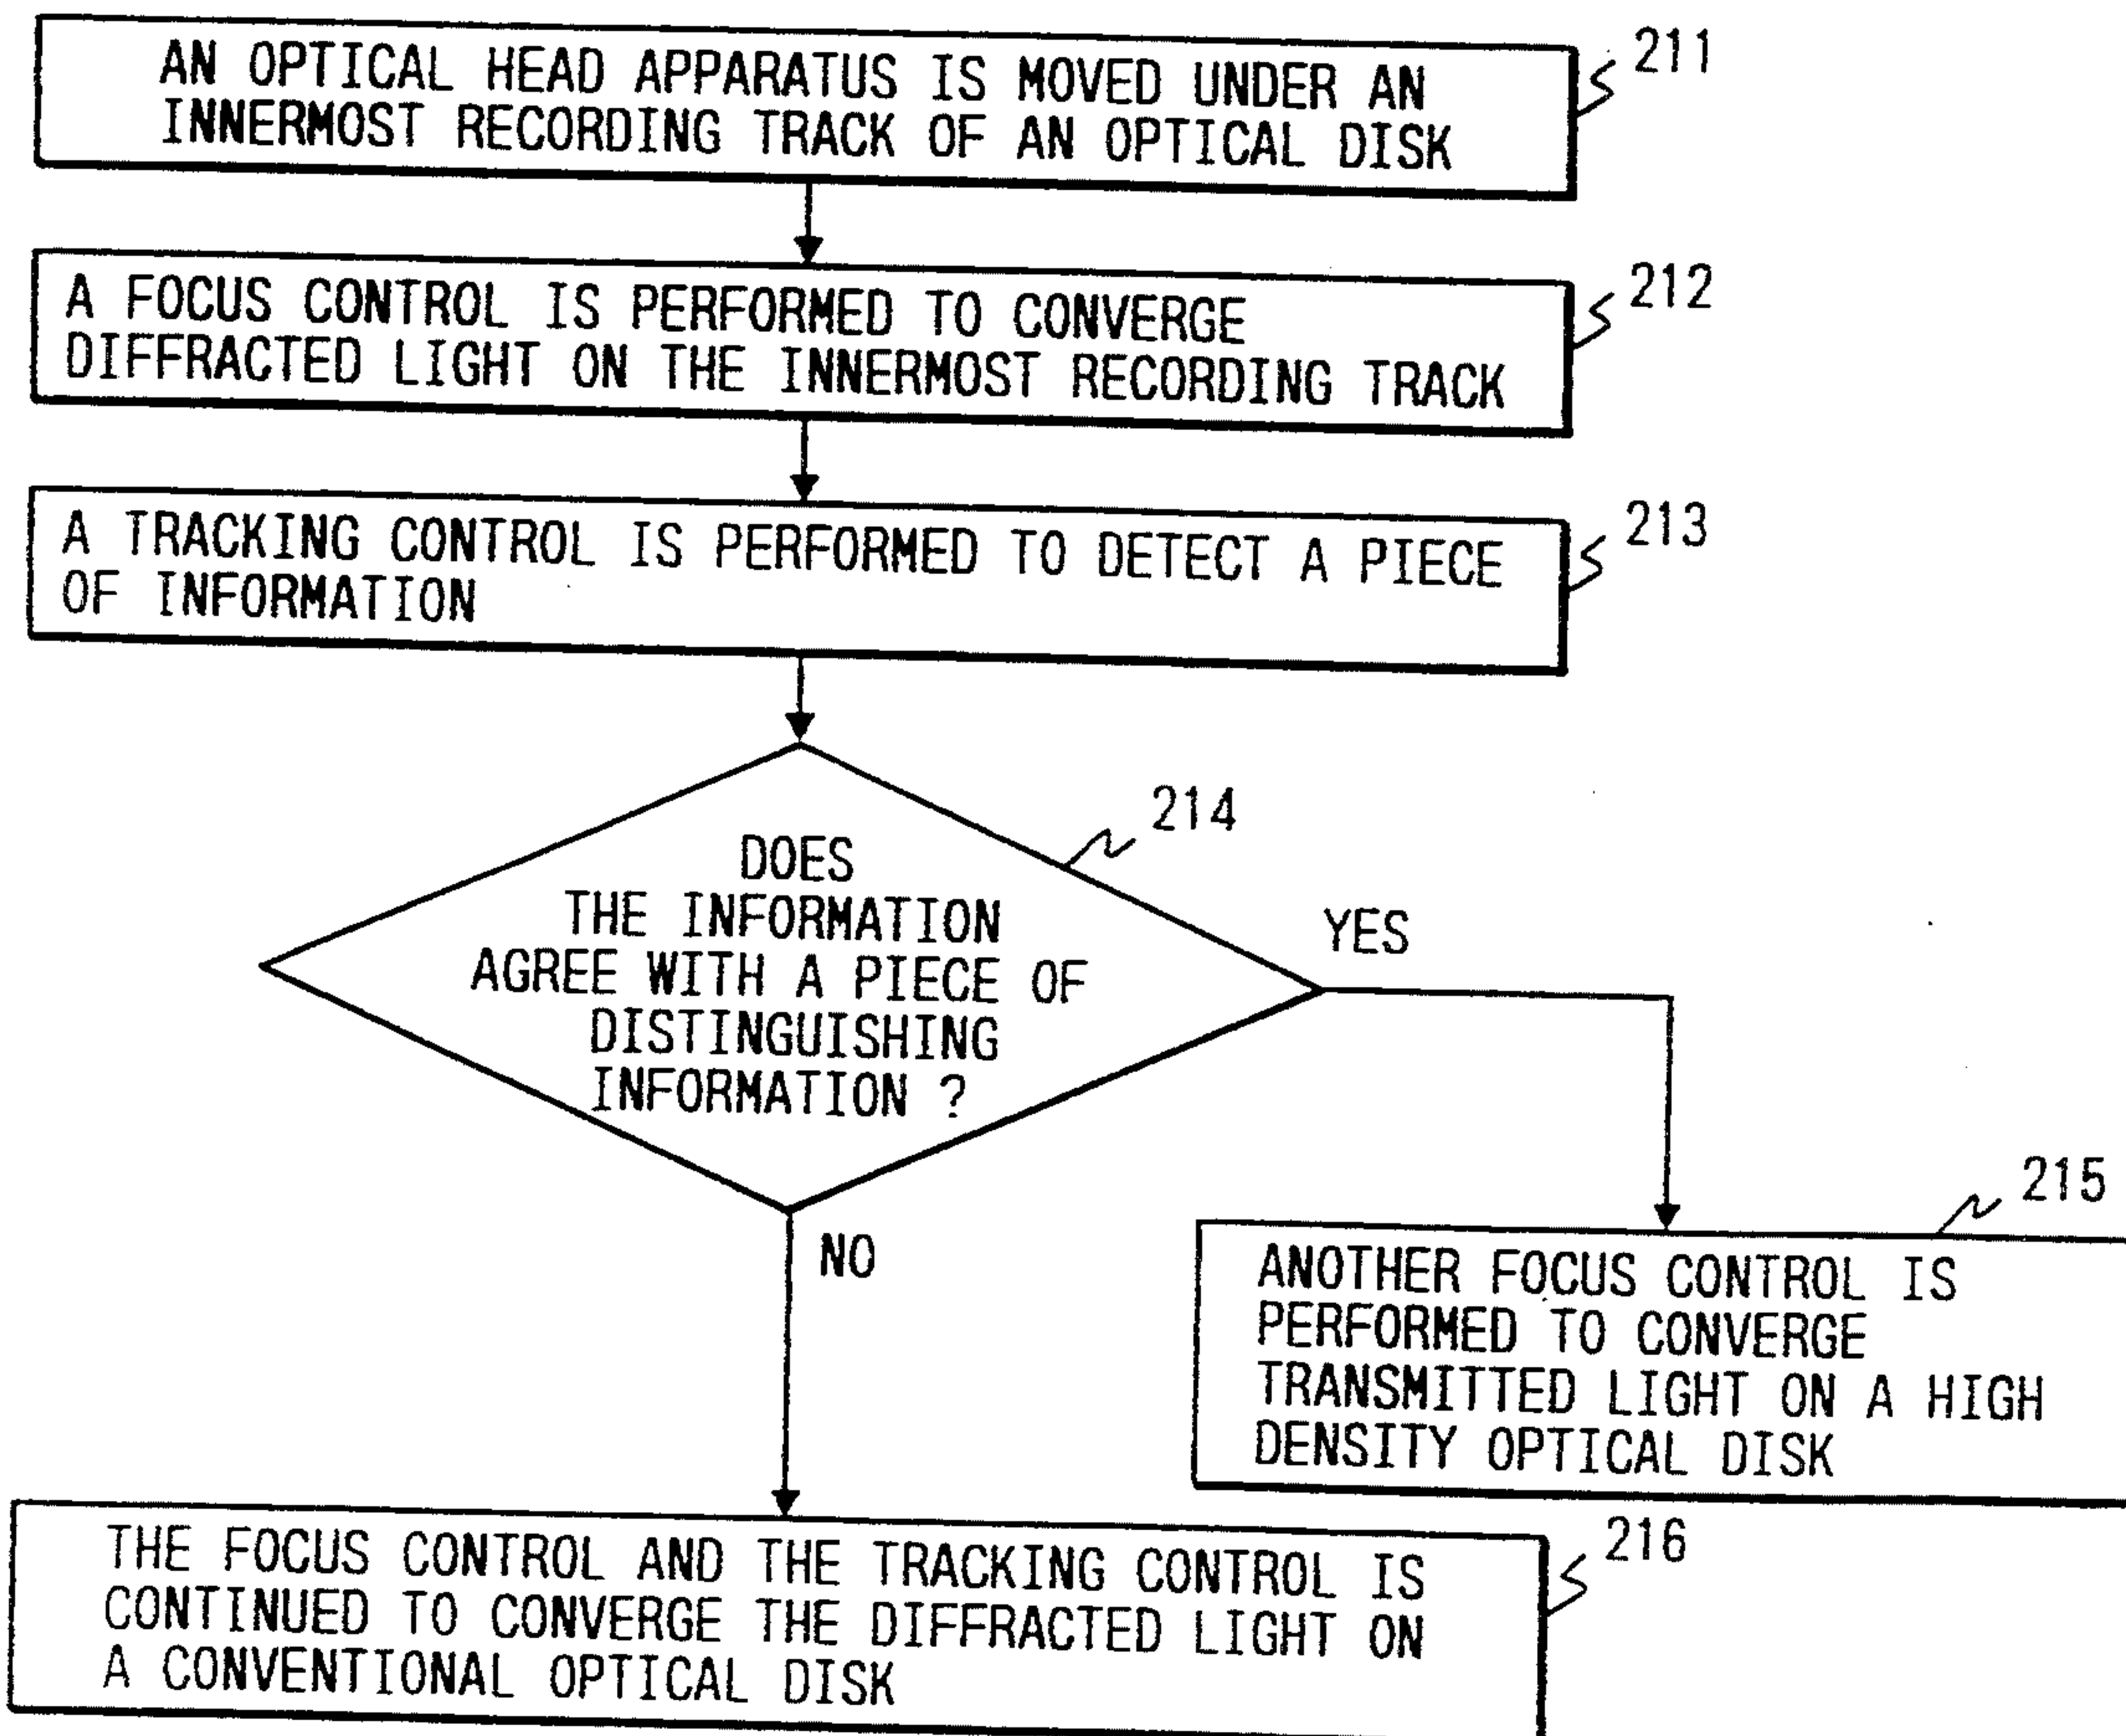 AN OPTICAL HEAD APPARATUS IS MOVED UNDER AN
INNERMOST RECORDING TRACK OF AN OPTICAL DISK
211
A FOCUS CONTROL IS PERFORMED TO CONVERGE
DIFFRACTED LIGHT ON THE INNERMOST RECORDING TRACK
212
A TRACKING CONTROL IS PERFORMED TO DETECT A PIECE
OF INFORMATION
213
214
DOES
THE INFORMATION
AGREE WITH A PIECE OF
DISTINGUISHING
INFORMATION ?
YES
NO
215
ANOTHER FOCUS CONTROL IS
PERFORMED TO CONVERGE
TRANSMITTED LIGHT ON A HIGH
DENSITY OPTICAL DISK
216
THE FOCUS CONTROL AND THE TRACKING CONTROL IS
CONTINUED TO CONVERGE THE DIFFRACTED LIGHT ON
A CONVENTIONAL OPTICAL DISK